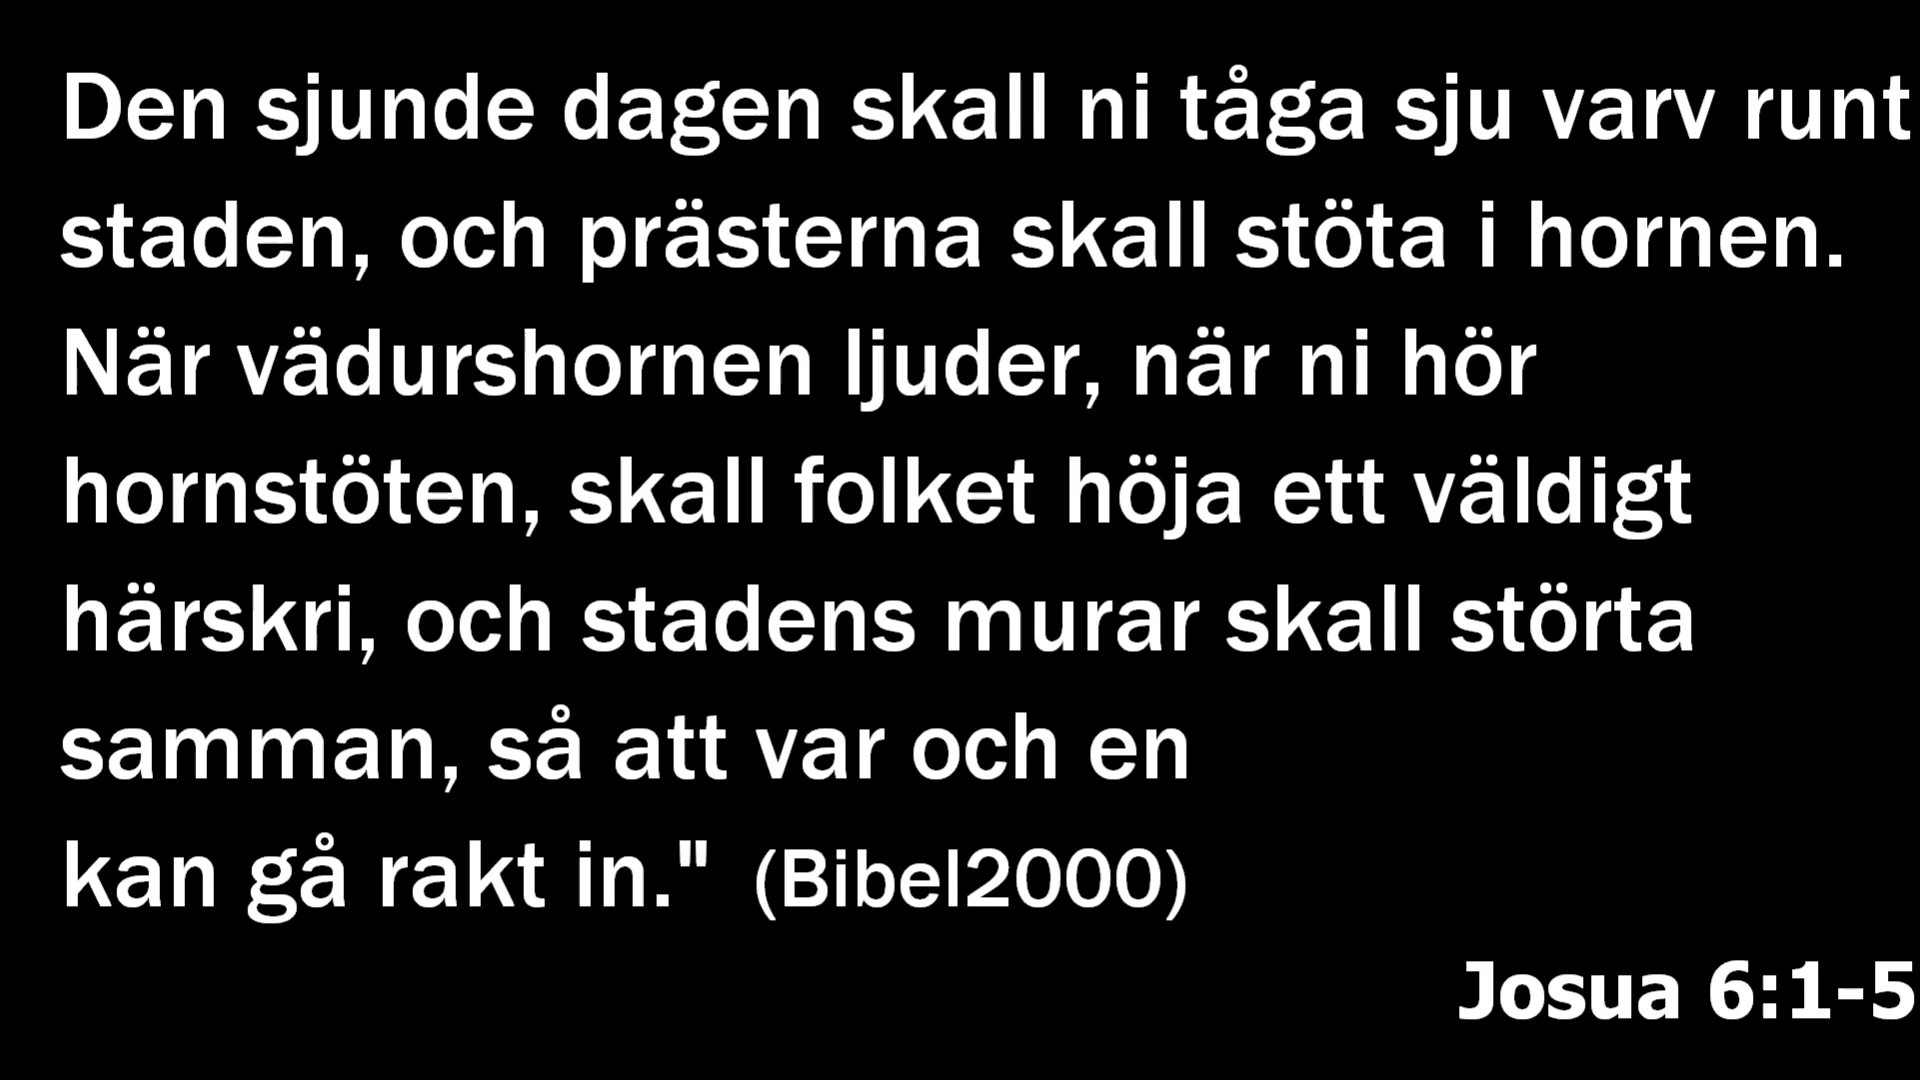 Den sjunde dagen skall ni tåga sju varv runt
staden, och prästerna skall stöta i hornen.
När vädurshornen ljuder, när ni hör
hornstöten, skall folket höja ett väldigt
härskri, och stadens murar skall störta
samman, så att var och en
kan gå rakt in." (Bibel2000)
Josua 6:1-5